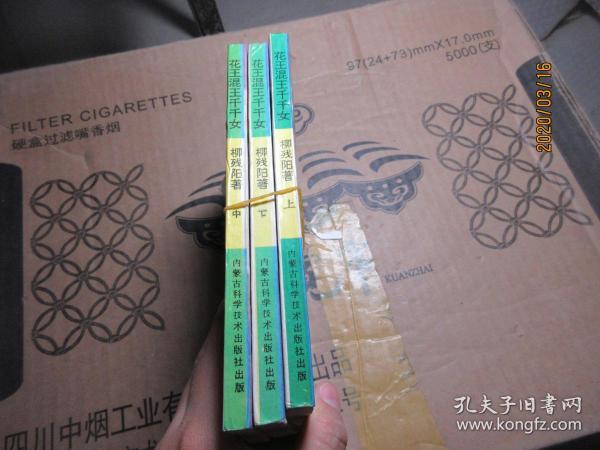 FILTER CIGARETTES
硬盒过滤嘴香烟
97(24+73)mmX17.0mm
5000(支)
2020/03/16
花王混王千千女
柳残阳著
中
内蒙古科学技术出版社出版
花王混王千千女
柳残阳著
下
内蒙古科学技术出版社出版
花王混王千千女
柳残阳著
上
内蒙古科学技术出版社出版
KUANZHAI
出品
号
四川中烟工业有
孔夫子旧书网
www.kongfz.com